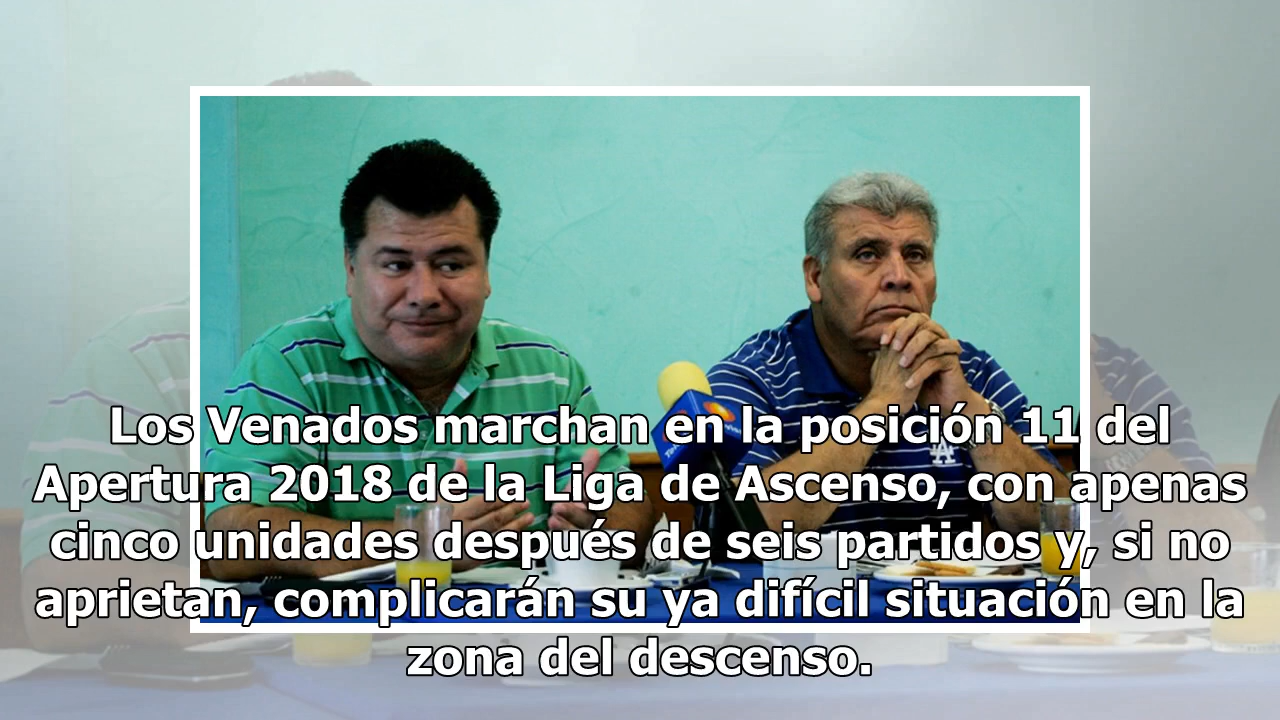 Los Venados marchan en la posición 11 del
Apertura 2018 de la Liga de Ascenso, con apenas
cinco unidades después de seis partidos y, si no
aprietan, complicarán su ya difícil situación en la
zona del descenso.
LA